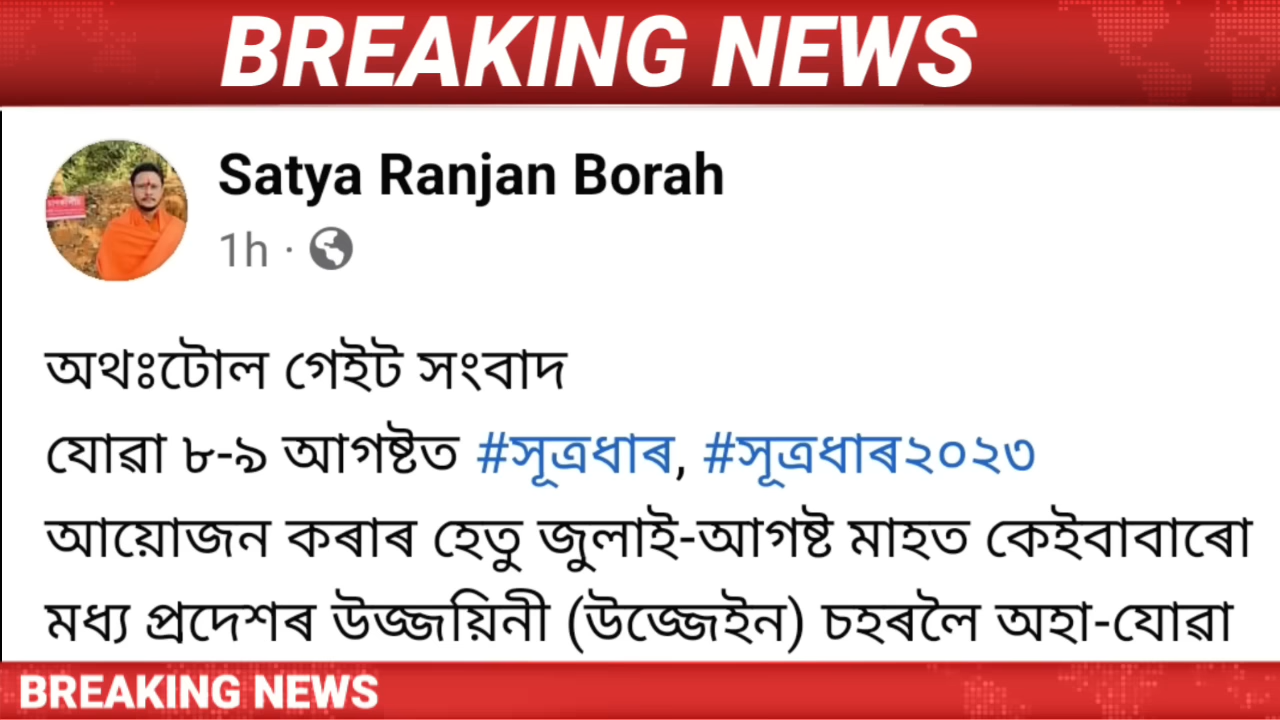 BREAKING NEWS
Satya Ranjan Borah
1h ·
অথঃটোল গেইট সংবাদ
যোৱা ৮-৯ আগষ্টত #সূত্ৰধাৰ, #সূত্ৰধাৰ২০২৩
আয়োজন কৰাৰ হেতু জুলাই-আগষ্ট মাহত কেইবাবাৰো
মধ্য প্ৰদেশৰ উজ্জয়িনী (উজ্জেইন) চহৰলৈ অহা-যোৱা
BREAKING NEWS